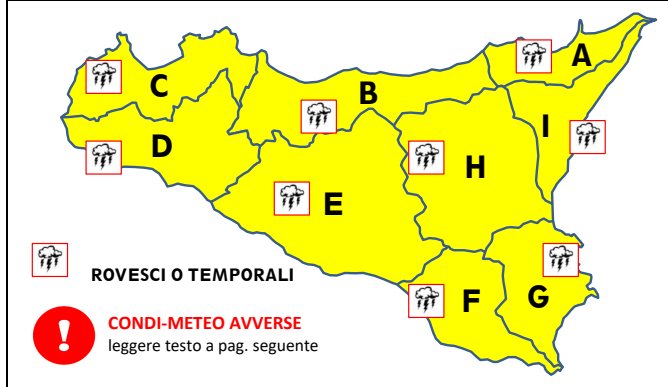 A
C
B
I
D
H
E
F
G
ROVESCI O TEMPORALI
!
CONDI-METEO AVVERSE
leggere testo a pag. seguente